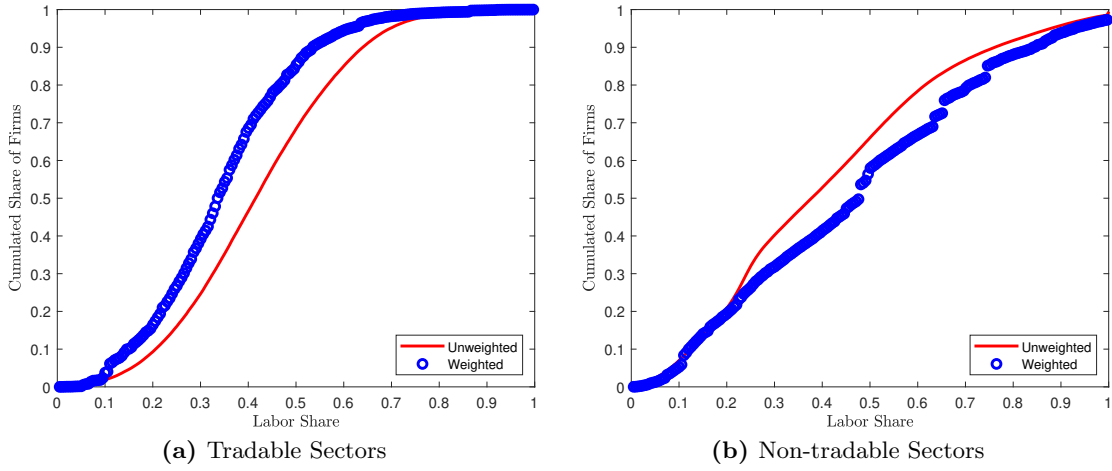 1
0.9
0.8
0.7
0.6
0.5
0.4
0.3
0.2
0.1
0
Cumulated Share of Firms
0 0.1 0.2 0.3 0.4 0.5 0.6 0.7 0.8 0.9 1
Labor Share
Unweighted
Weighted
(a) Tradable Sectors
1
0.9
0.8
0.7
0.6
0.5
0.4
0.3
0.2
0.1
0
Cumulated Share of Firms
0 0.1 0.2 0.3 0.4 0.5 0.6 0.7 0.8 0.9 1
Labor Share
Unweighted
Weighted
(b) Non-tradable Sectors